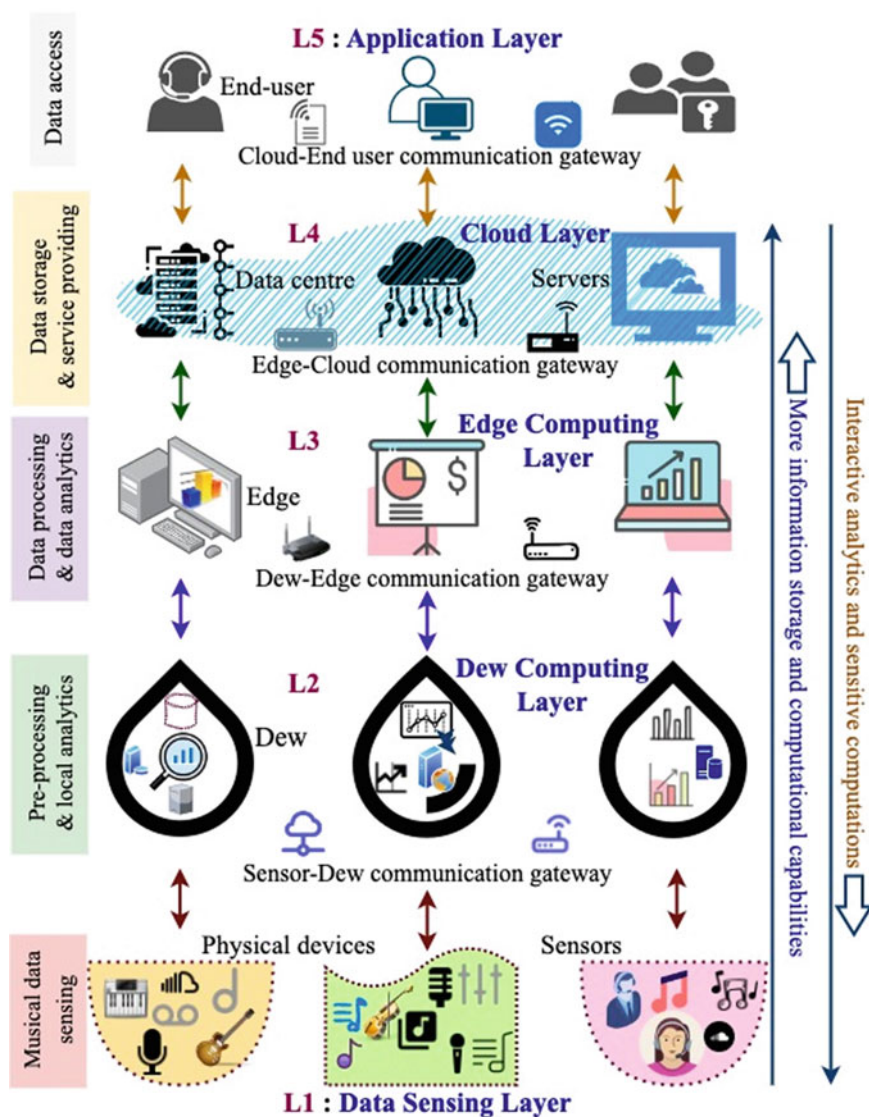 L5 : Application Layer
Data access
End-user
Cloud-End user communication gateway
Data storage
& service providing
L4
Cloud Layer
Data centre
Servers
Edge-Cloud communication gateway
Data processing
& data analytics
L3
Edge Computing
Layer
Edge
$
Dew-Edge communication gateway
Pre-processing
& local analytics
L2
Dew Computing
Layer
Dew
Sensor-Dew communication gateway
Musical data
sensing
Physical devices
Sensors
L1 : Data Sensing Layer
More information storage and computational capabilities
Interactive analytics and sensitive computations